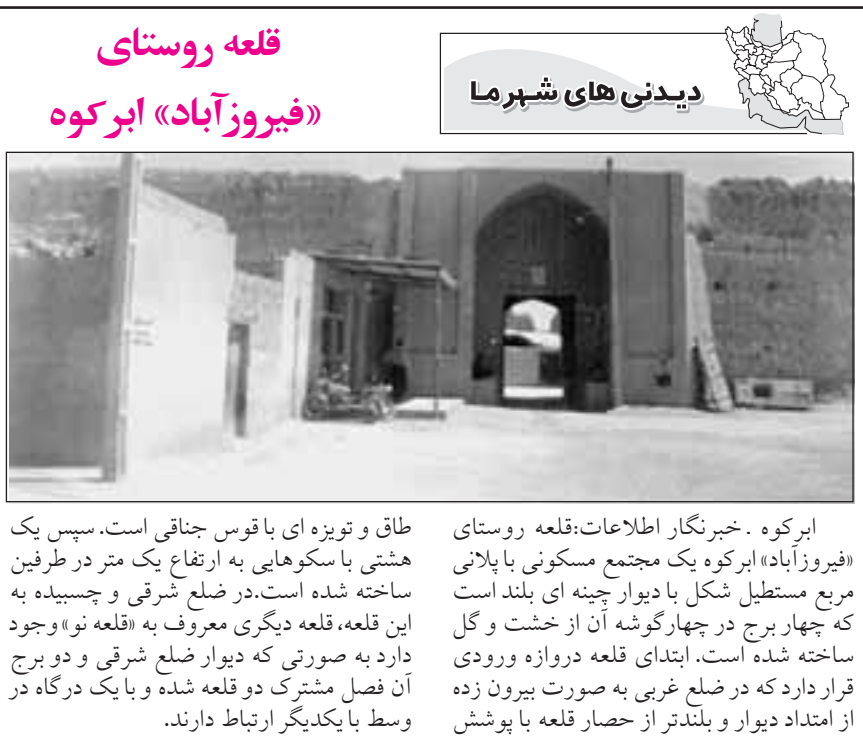 دیدنی های شهر ما
قلعه روستای
«فیروزآباد» ابرکوه
ابرکوه . خبرنگار اطلاعات:قلعه روستای
«فیروزآباد» ابرکوه یک مجتمع مسکونی با پلانی
مربع مستطیل شکل با دیوار چینه ای بلند است
که چهار برج در چهارگوشه آن از خشت و گل
ساخته شده است. ابتدای قلعه دروازه ورودی
قرار دارد که در ضلع غربی به صورت بیرون زده
از امتداد دیوار و بلندتر از حصار قلعه با پوشش
طاق و تویزه ای با قوس جناقی است. سپس یک
هشتی با سکوهایی به ارتفاع یک متر در طرفین
ساخته شده است.در ضلع شرقی و چسبیده به
این قلعه، قلعه دیگری معروف به «قلعه نو» وجود
دارد به صورتی که دیوار ضلع شرقی و دو برج
آن فصل مشترک دو قلعه شده و با یک درگاه در
وسط با یکدیگر ارتباط دارند.